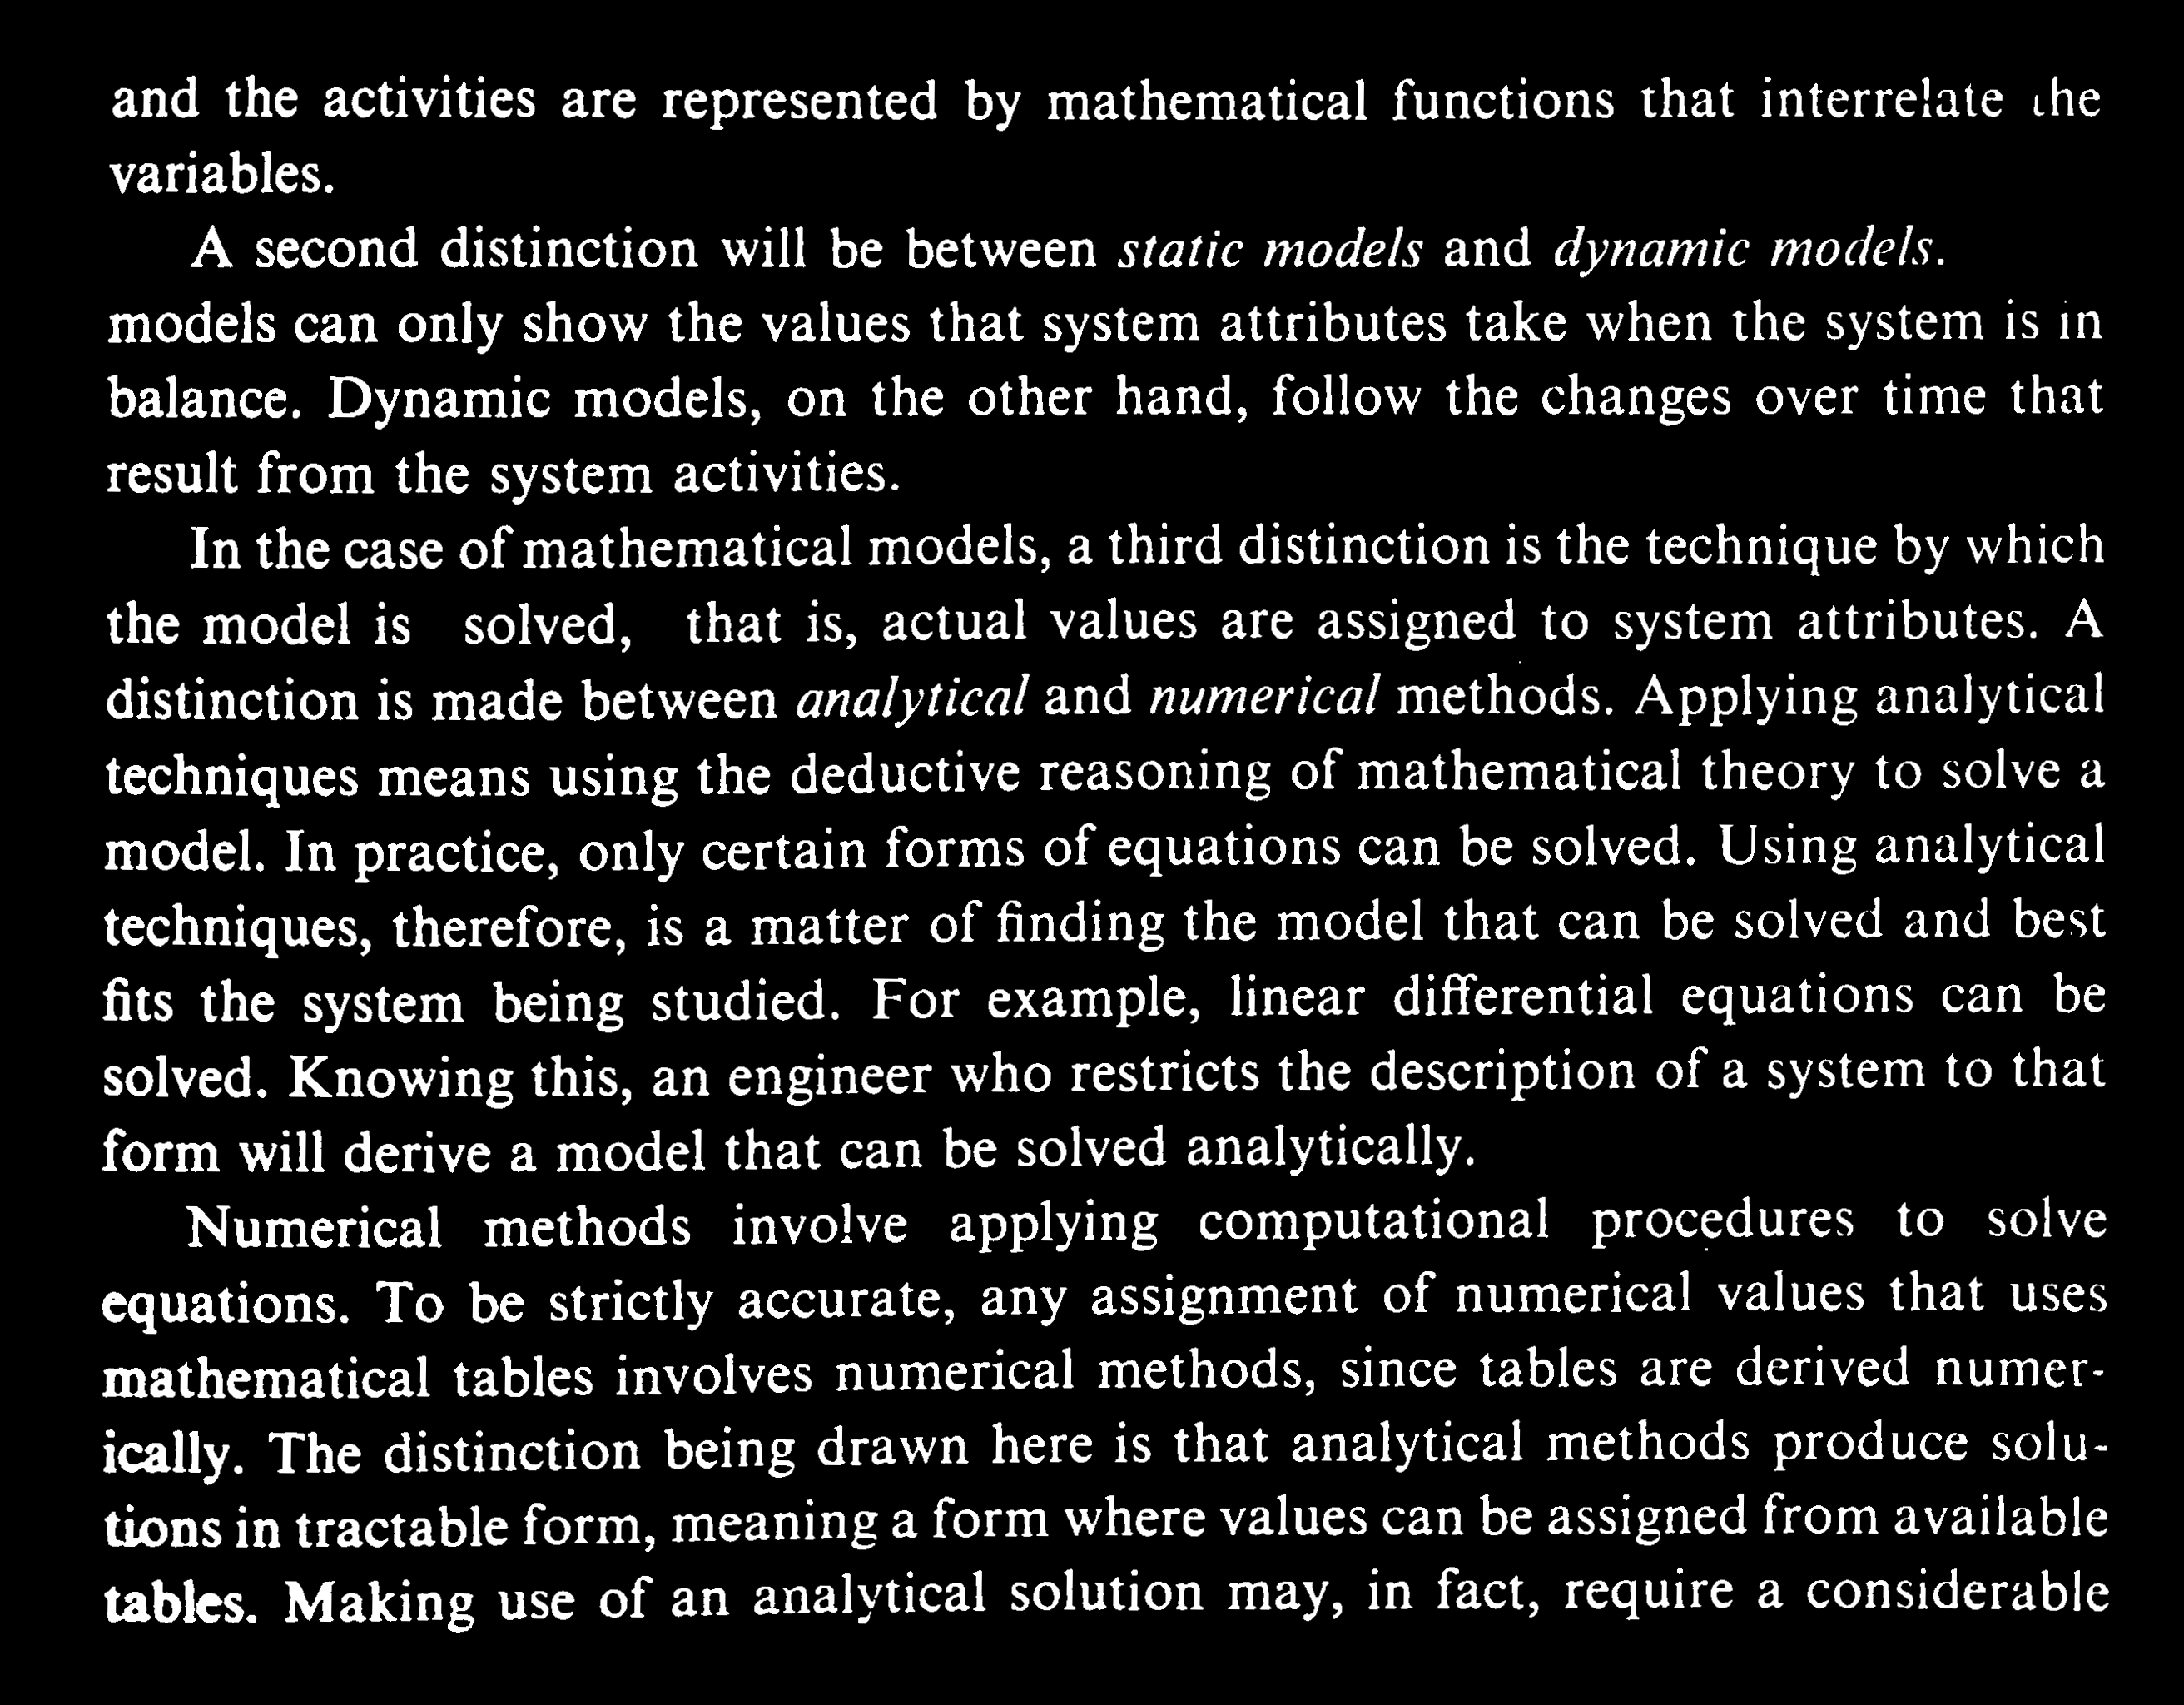 and the activities are represented by mathematical functions that interrelate the
variables.
A second distinction will be between static models and dynamic models.
models can only show the values that system attributes take when the system is in
balance. Dynamic models, on the other hand, follow the changes over time that
result from the system activities.
In the case of mathematical models, a third distinction is the technique by which
the model is solved, that is, actual values are assigned to system attributes. A
distinction is made between analytical and numerical methods. Applying analytical
techniques means using the deductive reasoning of mathematical theory to solve a
model. In practice, only certain forms of equations can be solved. Using analytical
techniques, therefore, is a matter of finding the model that can be solved and best
fits the system being studied. For example, linear differential equations can be
solved. Knowing this, an engineer who restricts the description of a system to that
form will derive a model that can be solved analytically.
Numerical methods involve applying computational procedures to solve
equations. To be strictly accurate, any assignment of numerical values that uses
mathematical tables involves numerical methods, since tables are derived numer-
ically. The distinction being drawn here is that analytical methods produce solu-
tions in tractable form, meaning a form where values can be assigned from available
tables. Making use of an analytical solution may, in fact, require a considerable